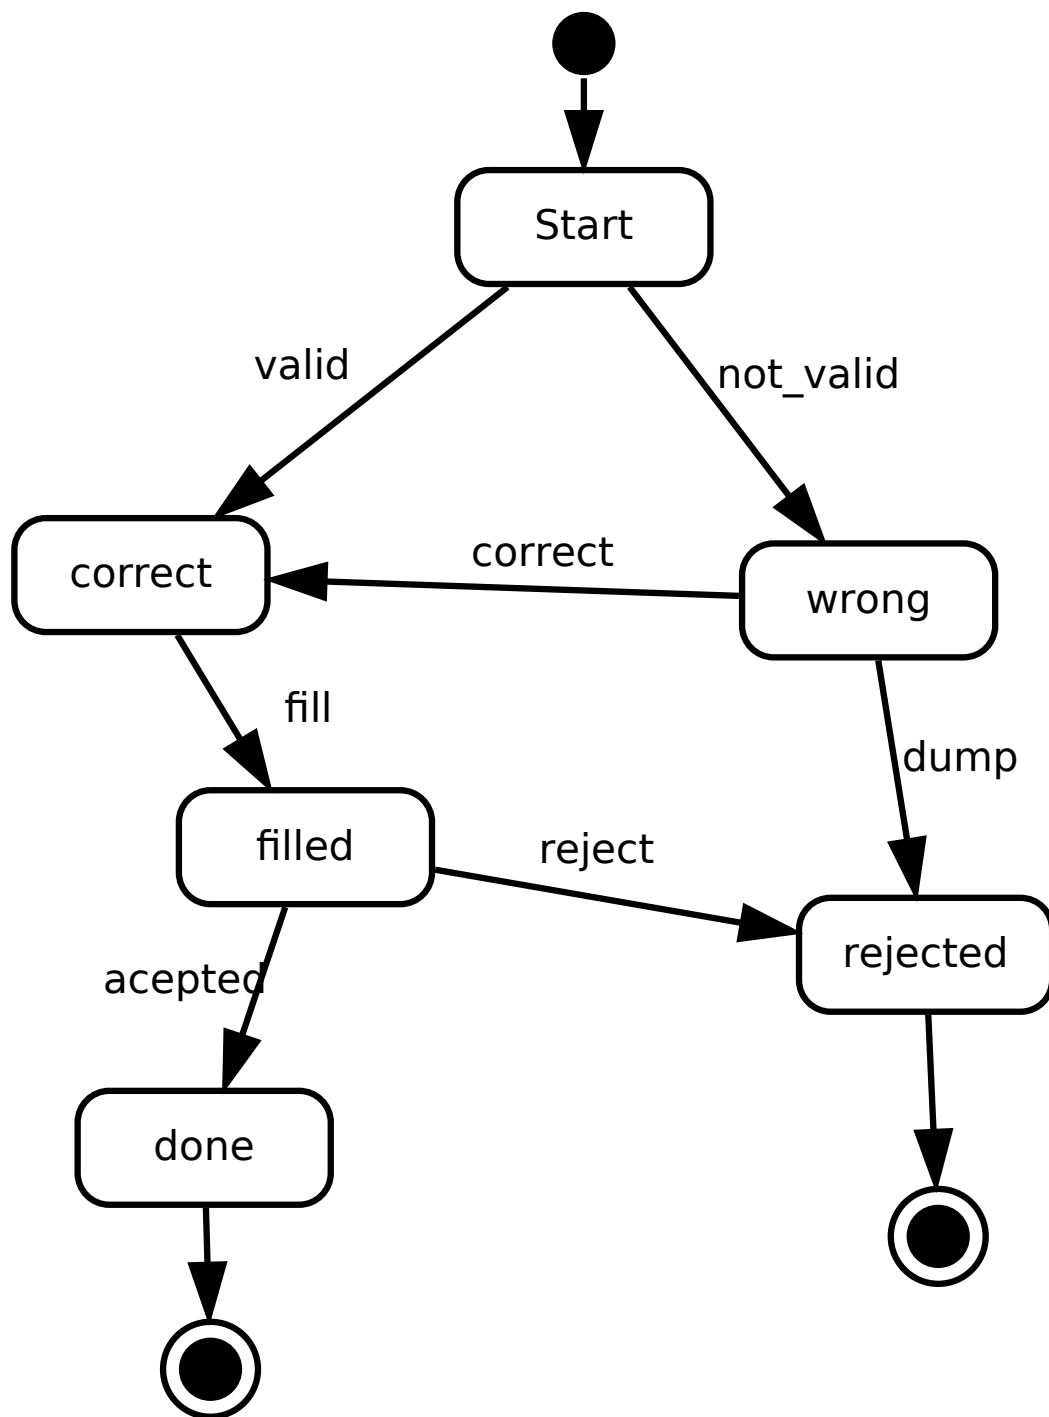 Start
valid
not_valid
correct
correct
wrong
fill
dump
filled
reject
rejected
acepted
done